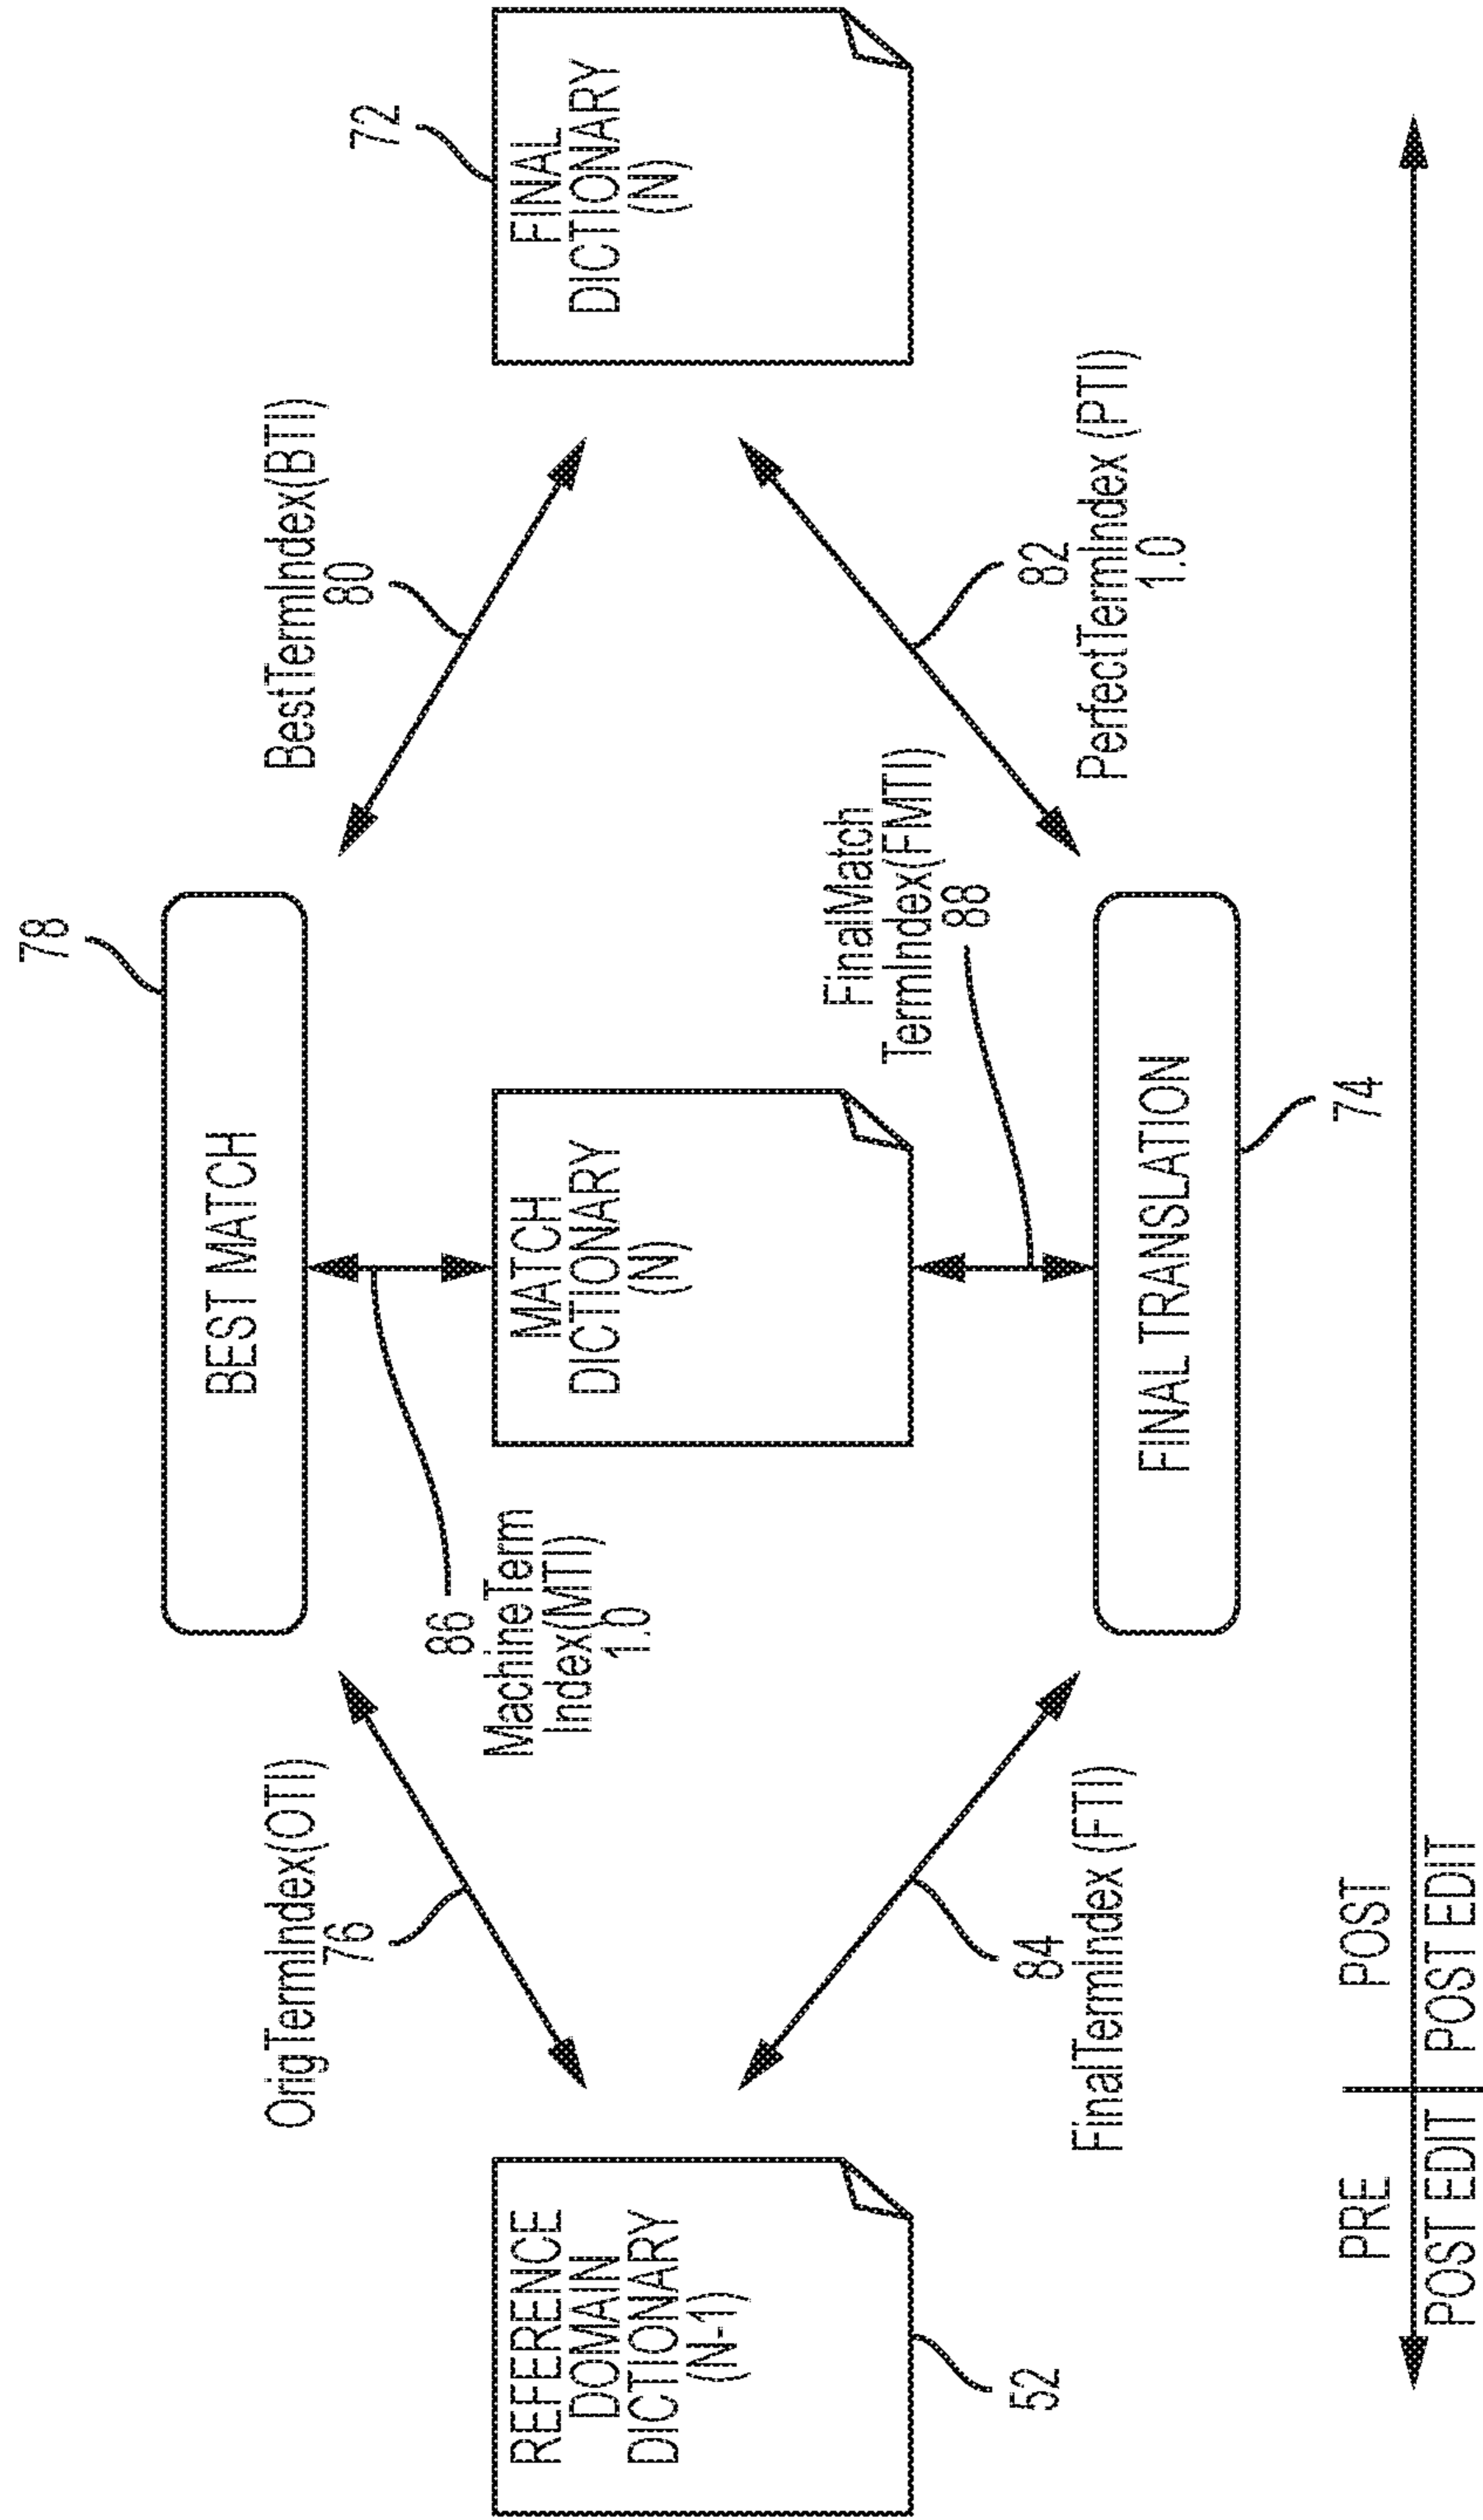 78
BEST MATCH
OrigTermIndex(OTI)
76
BestTermIndex(BTI)
80
72
86
MachineTerm
Index(MTI)
1.0
REFERENCE
DOMAIN
DICTIONARY
(N-1)
MATCH
DICTIONARY
(N)
FINAL
DICTIONARY
(N)
FinalMatch
TermIndex(FMTI)
88
52
84
FinalTermIndex (FTI)
82
PerfectTermIndex (PTI)
1.0
FINAL TRANSLATION
74
PRE
POST EDIT
POST
POST EDIT